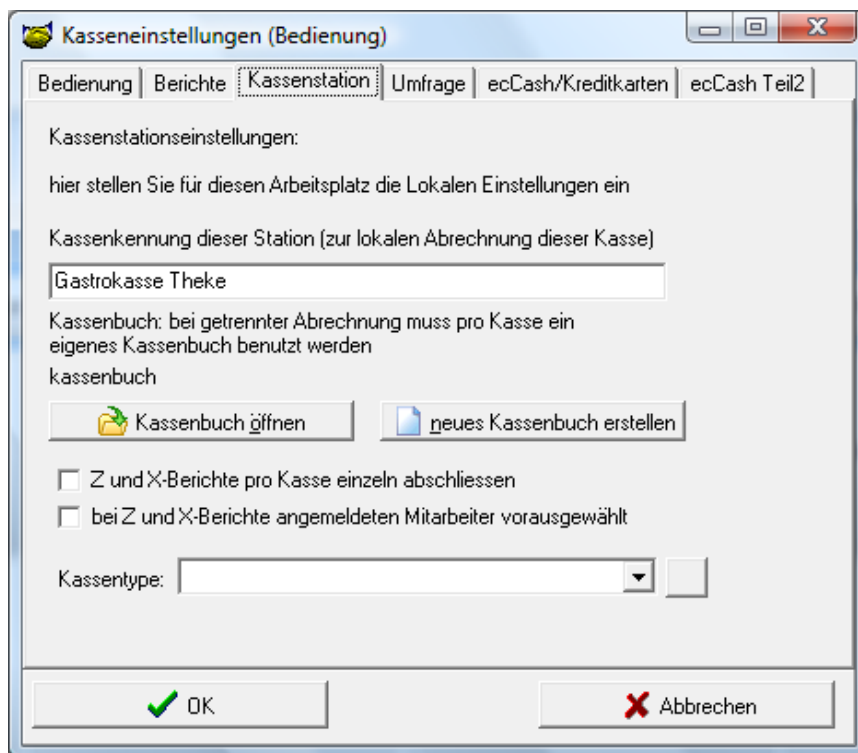 Kasseneinstellungen (Bedienung)
Bedienung Berichte Kassenstation Umfrage ecCash/Kreditkarten ecCash Teil2
Kassenstationseinstellungen:
hier stellen Sie für diesen Arbeitsplatz die Lokalen Einstellungen ein
Kassenkennung dieser Station (zur lokalen Abrechnung dieser Kasse)
Gastrokasse Theke
Kassenbuch: bei getrennter Abrechnung muss pro Kasse ein
eigenes Kassenbuch benutzt werden
kassenbuch
Kassenbuch öffnen neues Kassenbuch erstellen
Z und X-Berichte pro Kasse einzeln abschliessen
bei Z und X-Berichte angemeldeten Mitarbeiter vorausgewählt
Kassentype:
OK Abbrechen